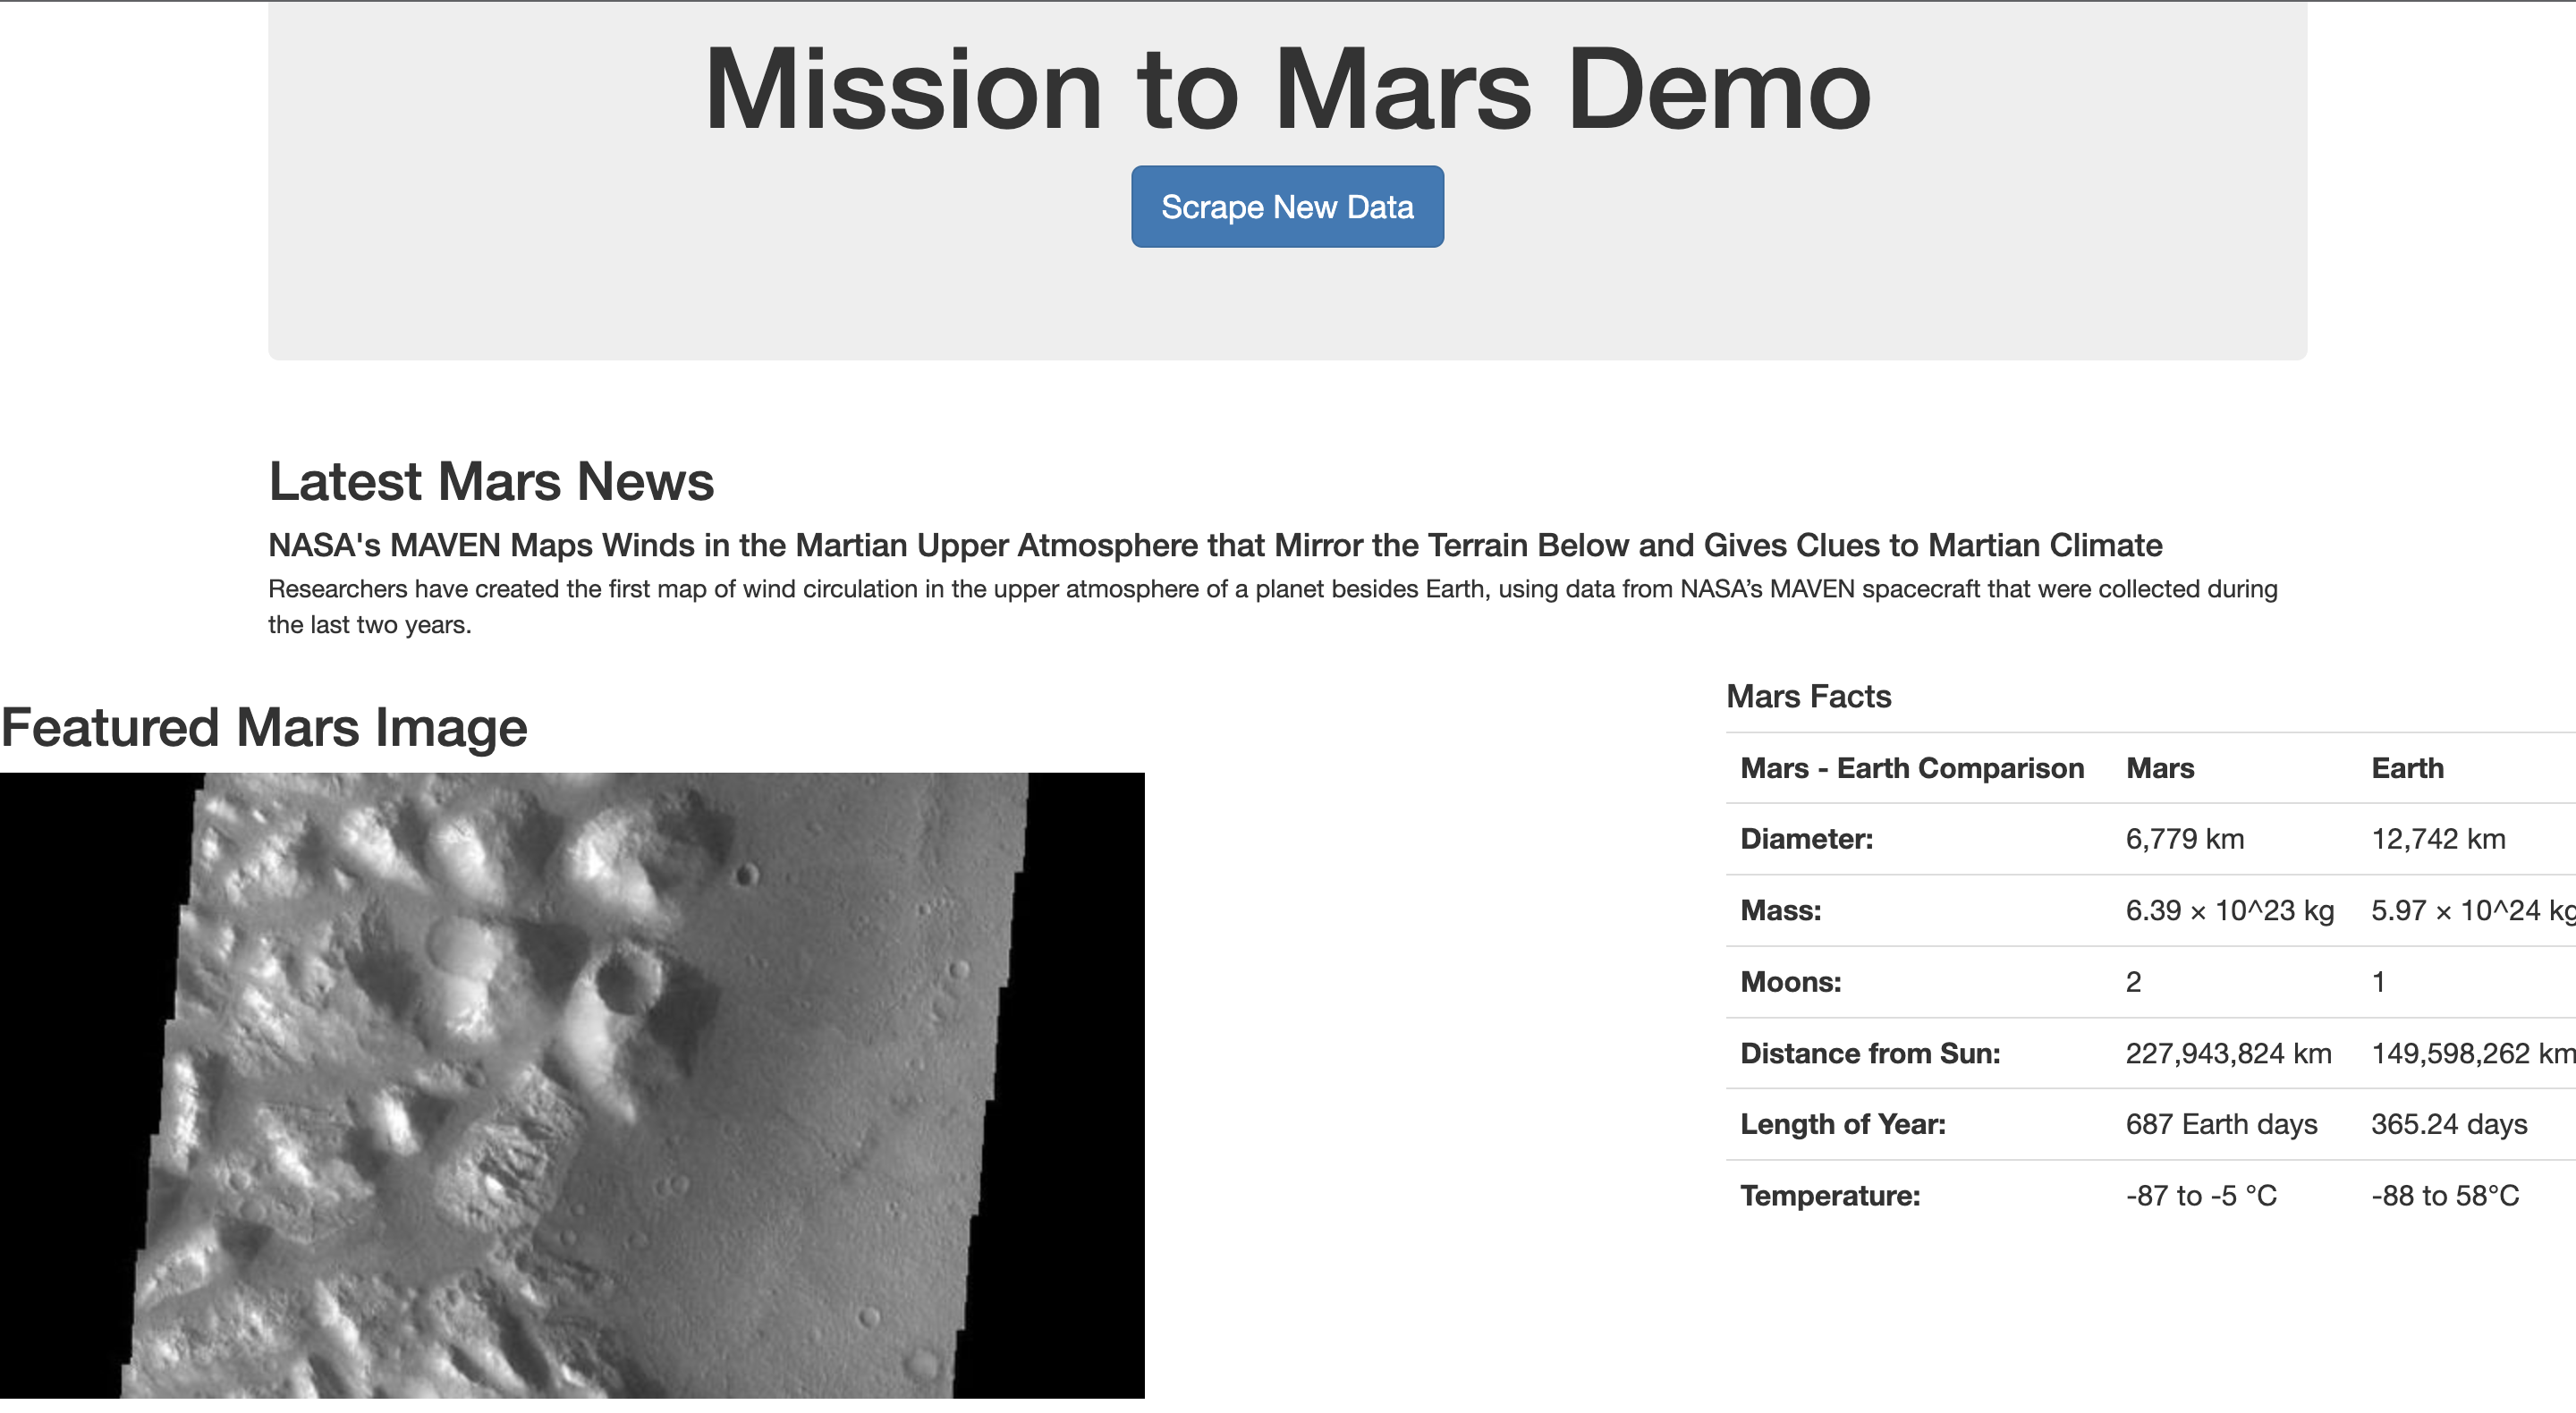 Mission to Mars Demo
Scrape New Data
Latest Mars News
NASA's MAVEN Maps Winds in the Martian Upper Atmosphere that Mirror the Terrain Below and Gives Clues to Martian Climate
Researchers have created the first map of wind circulation in the upper atmosphere of a planet besides Earth, using data from NASA’s MAVEN spacecraft that were collected during
the last two years.
Featured Mars Image
Mars Facts
Mars - Earth Comparison Mars Earth
Diameter: 6,779 km 12,742 km
Mass: 6.39 × 10^23 kg 5.97 × 10^24 kg
Moons: 2 1
Distance from Sun: 227,943,824 km 149,598,262 km
Length of Year: 687 Earth days 365.24 days
Temperature: -87 to -5 °C -88 to 58°C